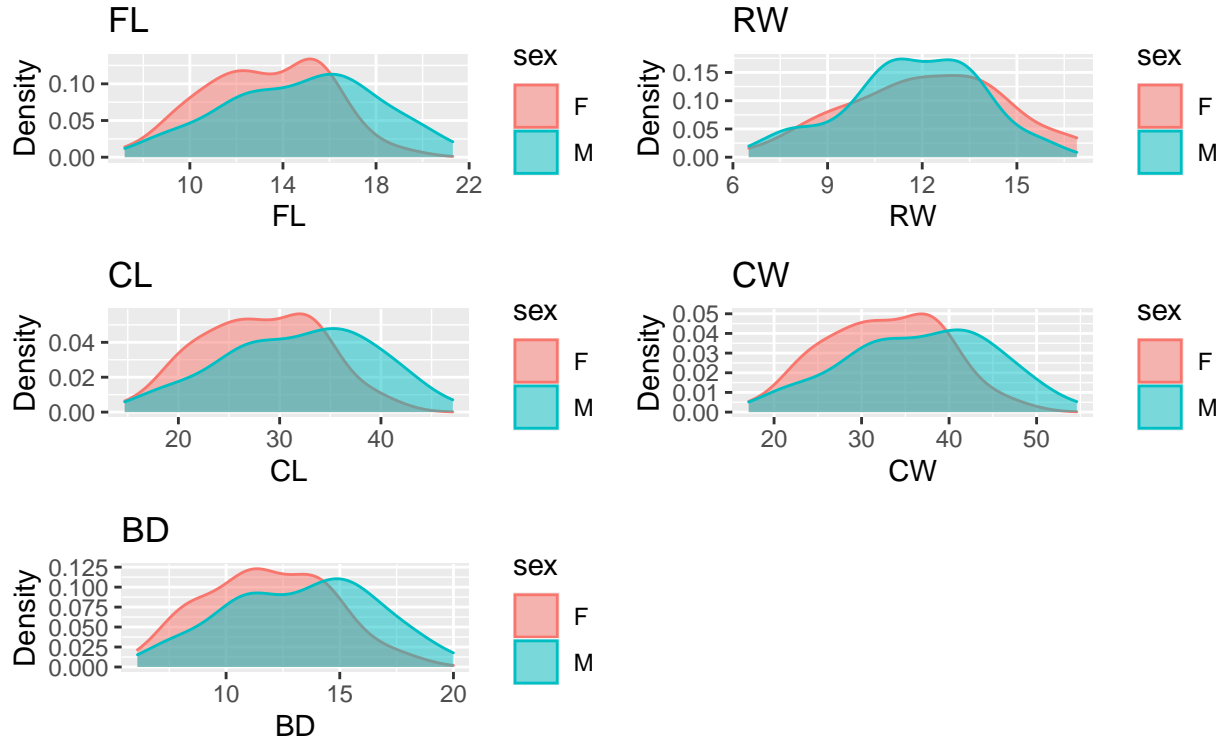 FL
Density
0.10
0.05
0.00
10 14 18 22
FL
sex
F
M
RW
Density
0.15
0.10
0.05
0.00
6 9 12 15
RW
sex
F
M
CL
Density
0.04
0.02
0.00
20 30 40
CL
sex
F
M
CW
Density
0.05
0.04
0.03
0.02
0.01
0.00
20 30 40 50
CW
sex
F
M
BD
Density
0.125
0.100
0.075
0.050
0.025
0.000
10 15 20
BD
sex
F
M